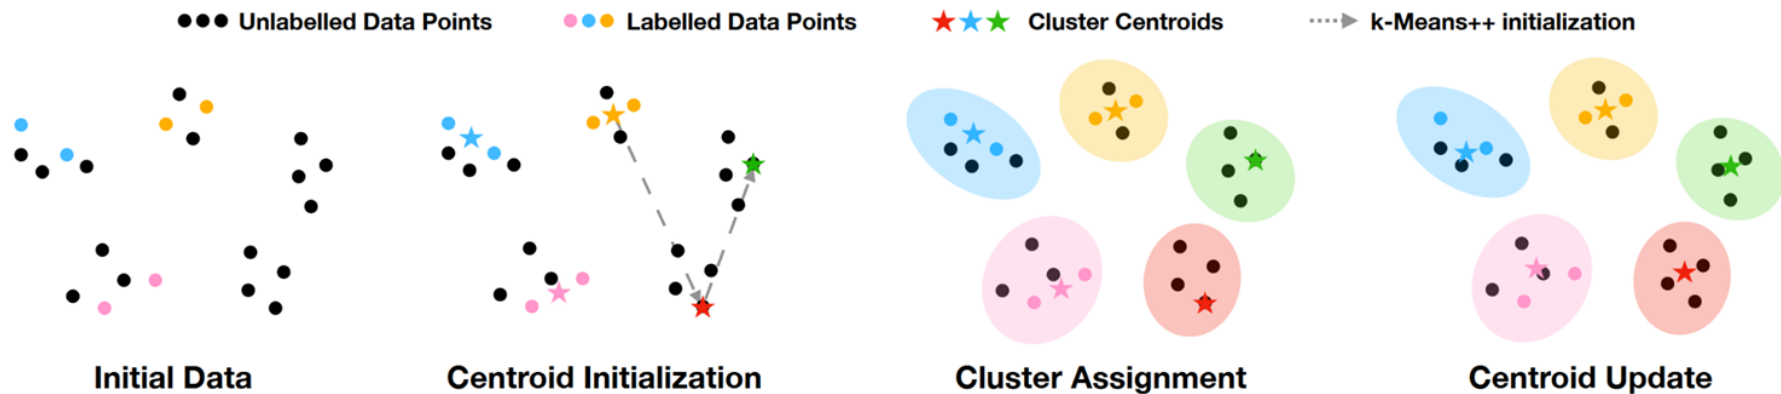 Unlabelled Data Points
Labelled Data Points
Cluster Centroids
k-Means++ initialization
Initial Data
Centroid Initialization
Cluster Assignment
Centroid Update